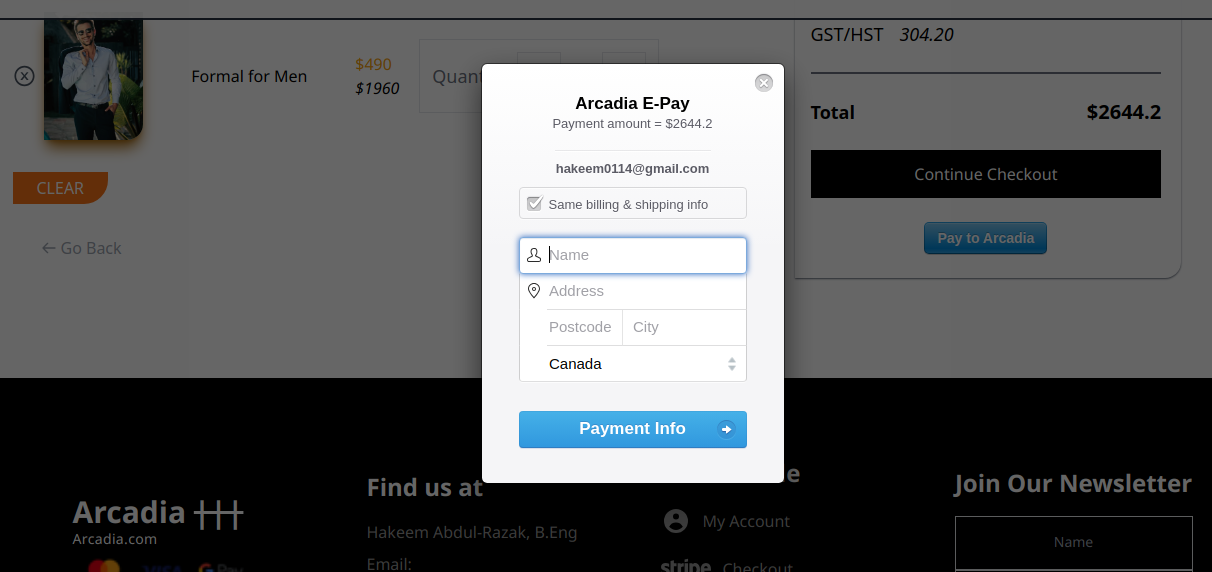 GST/HST 304.20
Formal for Men
$490
$1960
Quant
Total $2644.2
Continue Checkout
Pay to Arcadia
CLEAR
← Go Back
Arcadia E-Pay
Payment amount = $2644.2
hakeem0114@gmail.com
Same billing & shipping info
Name
Address
Postcode City
Canada
Payment Info
Arcadia
Arcadia.com
VISA
G Pay
Find us at
Hakeem Abdul-Razak, B.Eng
Email:
e
My Account
stripe Checkout
Join Our Newsletter
Name